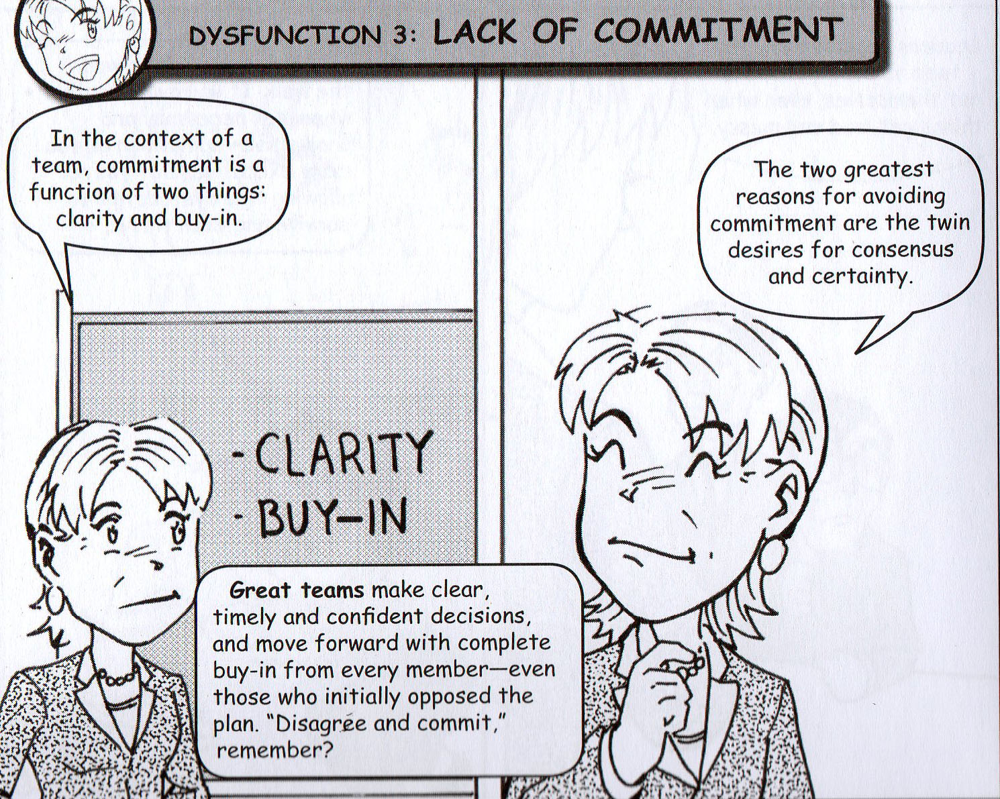 DYSFUNCTION 3: LACK OF COMMITMENT
In the context of a
team, commitment is a
function of two things:
clarity and buy-in.
- CLARITY
- BUY-IN
Great teams make clear,
timely and confident decisions,
and move forward with complete
buy-in from every member—even
those who initially opposed the
plan. “Disagree and commit,”
remember?
The two greatest
reasons for avoiding
commitment are the twin
desires for consensus
and certainty.